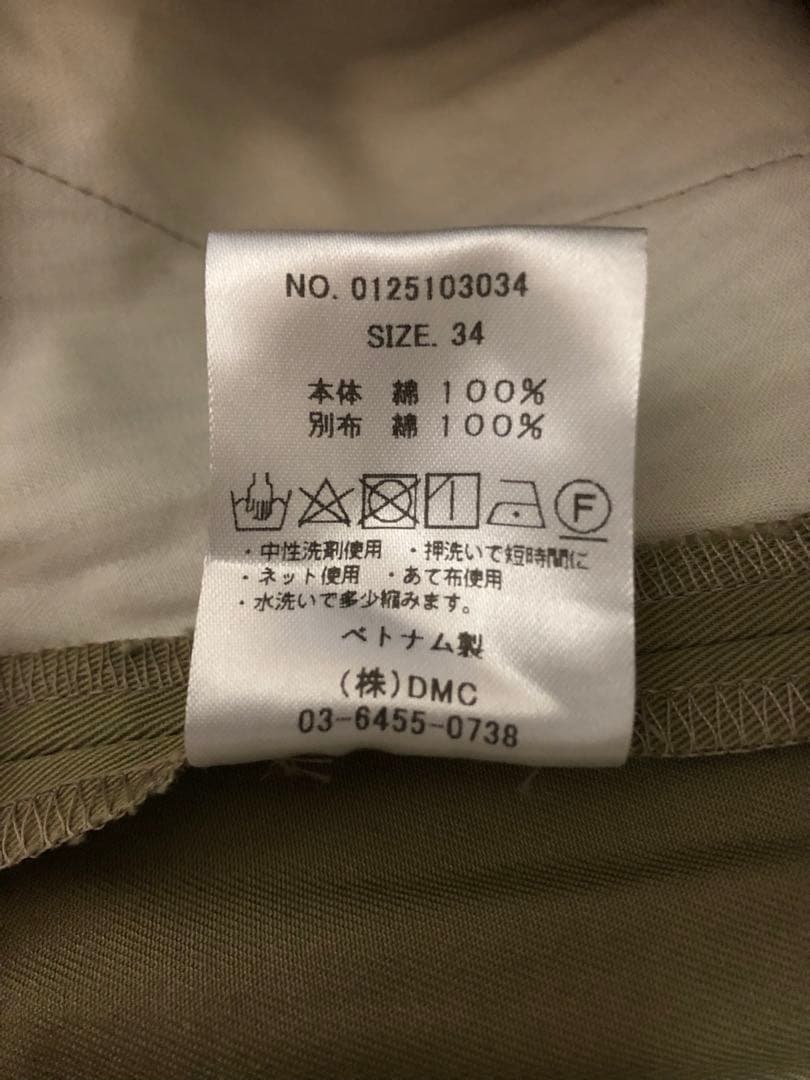 NO. 0125103034
SIZE. 34
本体 綿 100%
別布 綿 100%
F
・中性洗剤使用 ・押洗いで短時間に
・ネット使用 ・あて布使用
・水洗いで多少縮みます。
ベトナム製
(株)DMC
03-6455-0738